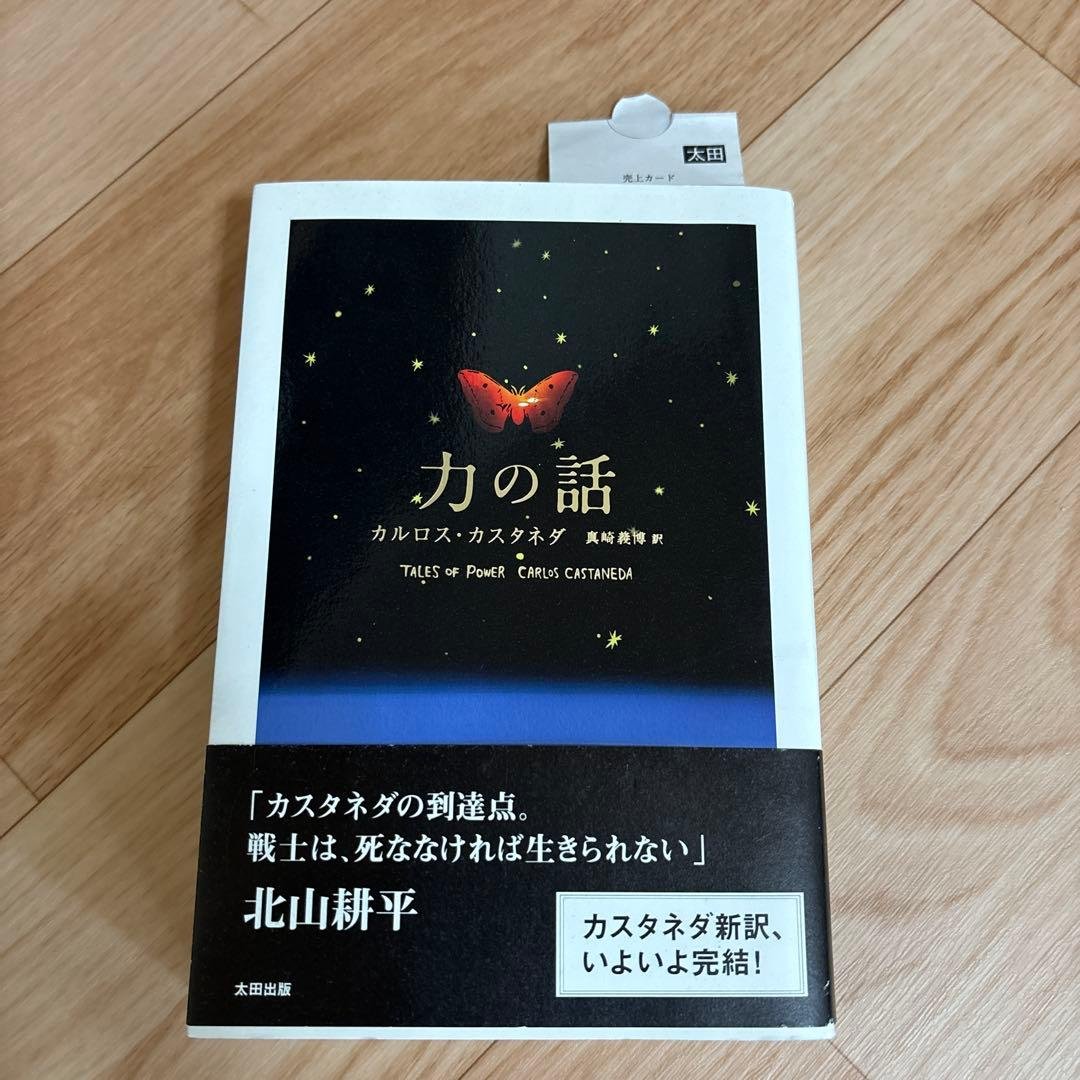 太田
売上カード
力の話
カルロス・カスタネダ 真崎義博 訳
TALES OF POWER CARLOS CASTANEDA
「カスタネダの到達点。
戦士は、死ななければ生きられない」
北山耕平
カスタネダ新訳、
いよいよ完結!
太田出版